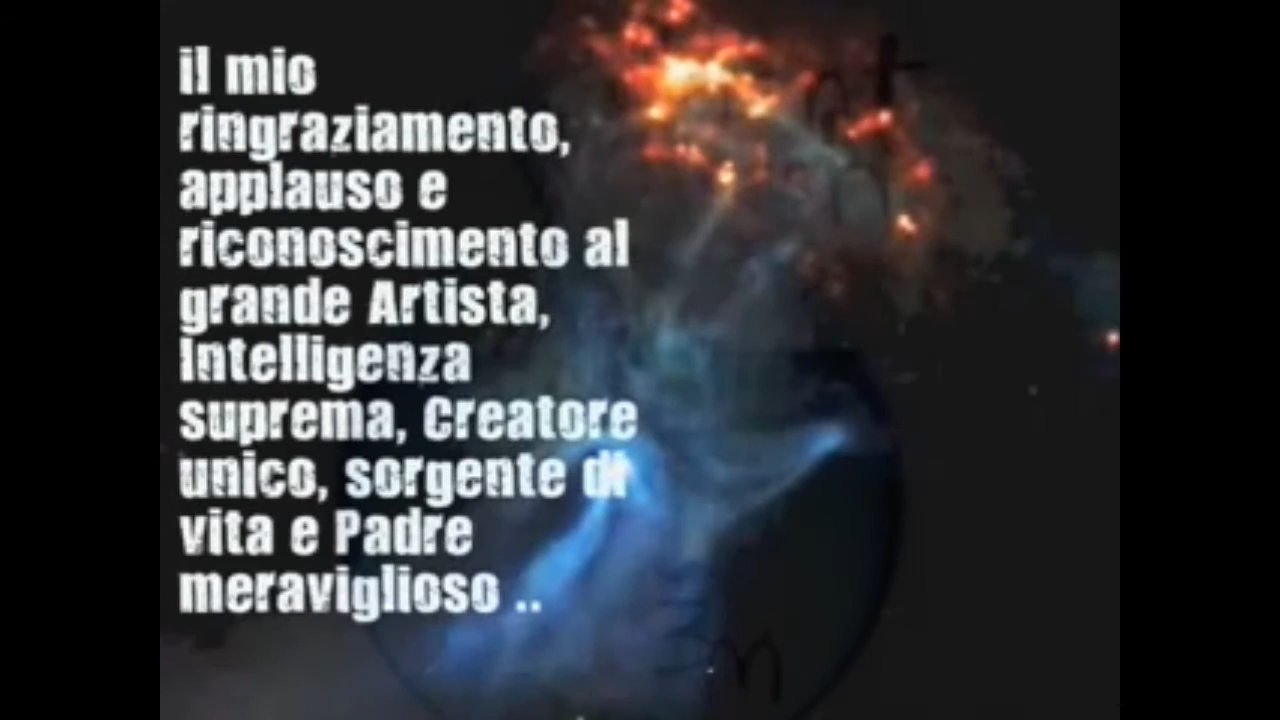 il mio
ringraziamento,
applauso e
riconoscimento al
grande Artista,
Intelligenza
suprema, Creatore
unico, sorgente di
vita e Padre
meraviglioso ..